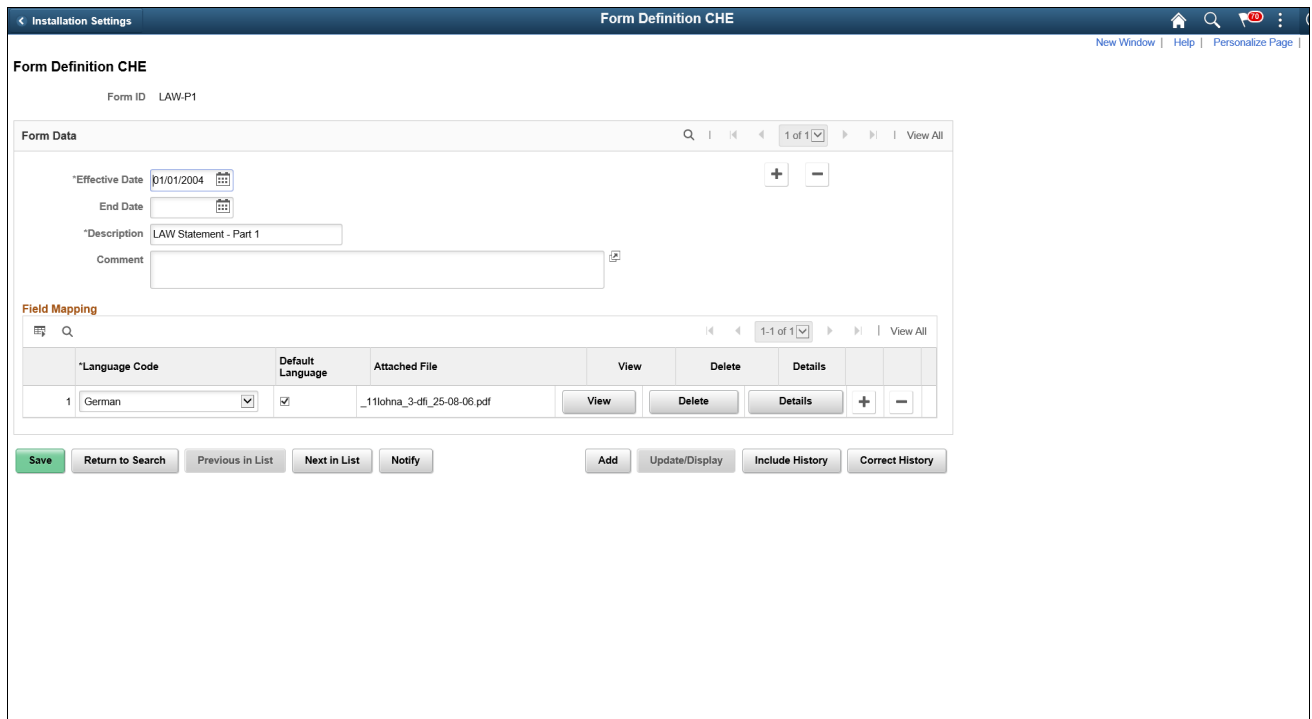 Installation Settings
Form Definition CHE
70
New Window | Help | Personalize Page |
Form Definition CHE
Form ID LAW-P1
Form Data
1 of 1
View All
*Effective Date 01/01/2004
End Date
*Description LAW Statement - Part 1
Comment
Field Mapping
1-1 of 1
View All
*Language Code Default Language Attached File View Delete Details
1 German _11lohna_3-dfi_25-08-06.pdf View Delete Details
Save Return to Search Previous in List Next in List Notify Add Update/Display Include History Correct History